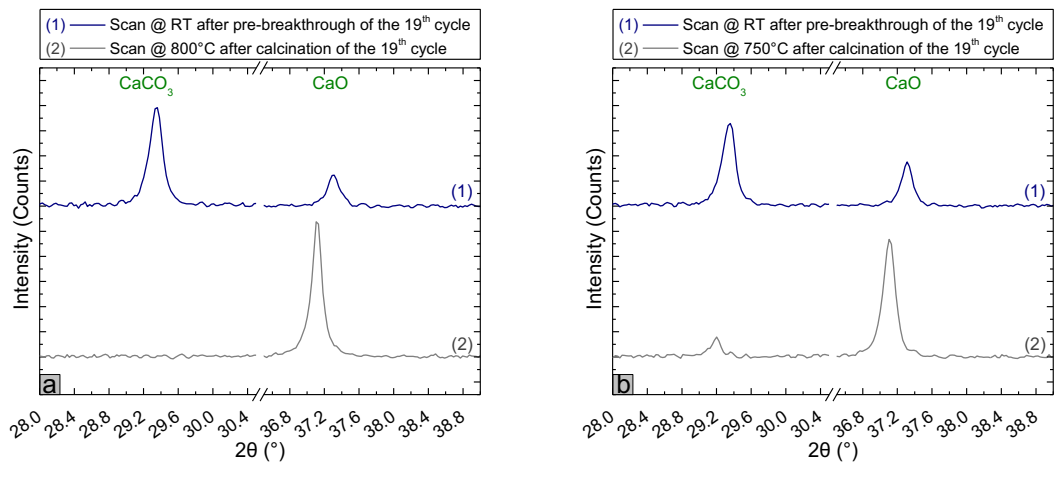 (1) Scan @ RT after pre-breakthrough of the 19th cycle
(2) Scan @ 800°C after calcination of the 19th cycle
CaCO3
CaO
(1)
(2)
Intensity (Counts)
a
28.0 28.4 28.8 29.2 29.6 30.0 30.4 36.8 37.2 37.6 38.0 38.4 38.8
2θ (°)
(1) Scan @ RT after pre-breakthrough of the 19th cycle
(2) Scan @ 750°C after calcination of the 19th cycle
CaCO3
CaO
(1)
(2)
Intensity (Counts)
b
28.0 28.4 28.8 29.2 29.6 30.0 30.4 36.8 37.2 37.6 38.0 38.4 38.8
2θ (°)